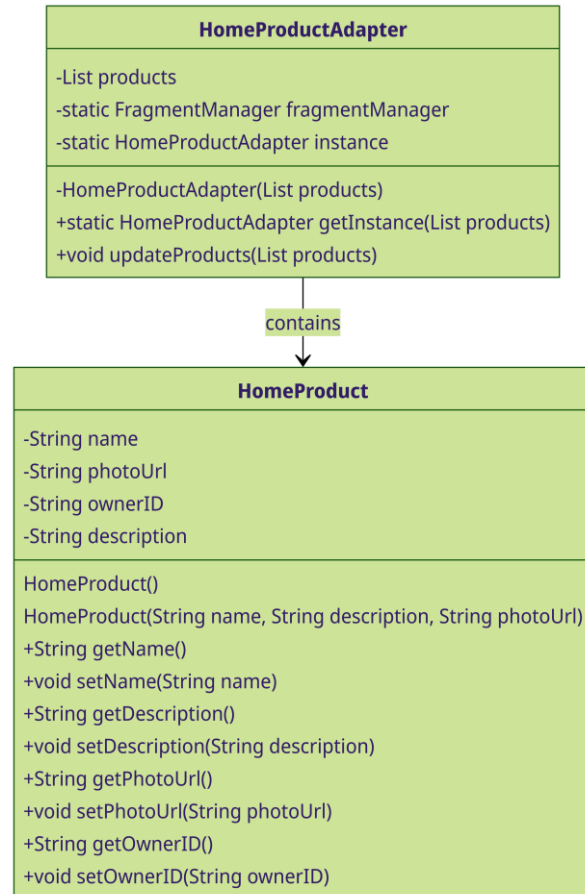 HomeProductAdapter
-List products
-static FragmentManager fragmentManager
-static HomeProductAdapter instance
-HomeProductAdapter(List products)
+static HomeProductAdapter getInstance(List products)
+void updateProducts(List products)
contains
HomeProduct
-String name
-String photoUrl
-String ownerID
-String description
HomeProduct()
HomeProduct(String name, String description, String photoUrl)
+String getName()
+void setName(String name)
+String getDescription()
+void setDescription(String description)
+String getPhotoUrl()
+void setPhotoUrl(String photoUrl)
+String getOwnerID()
+void setOwnerID(String ownerID)